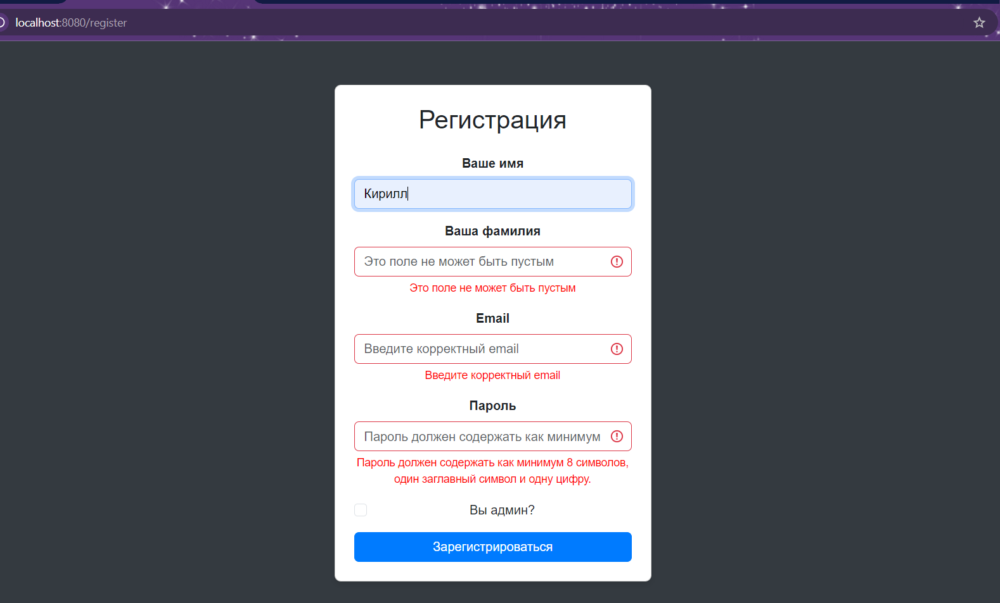 localhost:8080/register
Регистрация
Ваше имя
Кирилл
Ваша фамилия
Это поле не может быть пустым
Это поле не может быть пустым
Email
Введите корректный email
Введите корректный email
Пароль
Пароль должен содержать как минимум
Пароль должен содержать как минимум 8 символов,
один заглавный символ и одну цифру.
Вы админ?
Зарегистрироваться